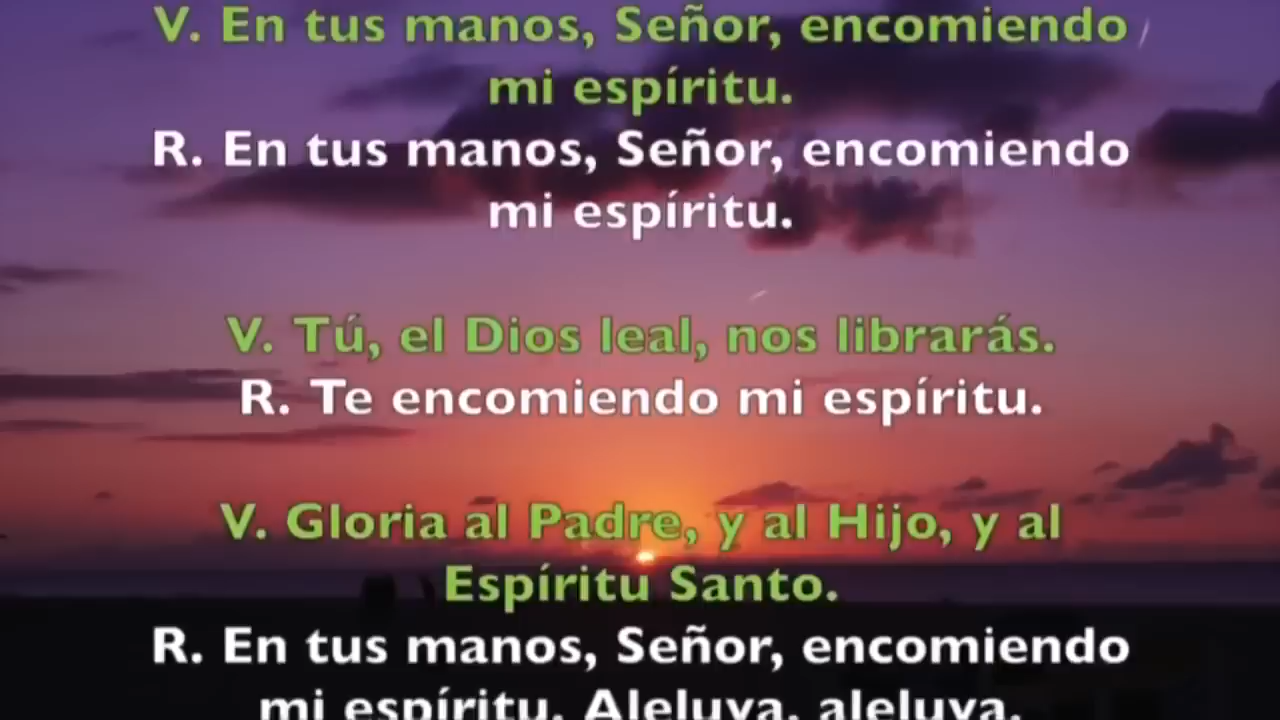 V. En tus manos, Señor, encomiendo
mi espíritu.
R. En tus manos, Señor, encomiendo
mi espíritu.
V. Tú, el Dios leal, nos librarás.
R. Te encomiendo mi espíritu.
V. Gloria al Padre, y al Hijo, y al
Espíritu Santo.
R. En tus manos, Señor, encomiendo
mi espíritu. Aleluya, aleluya.